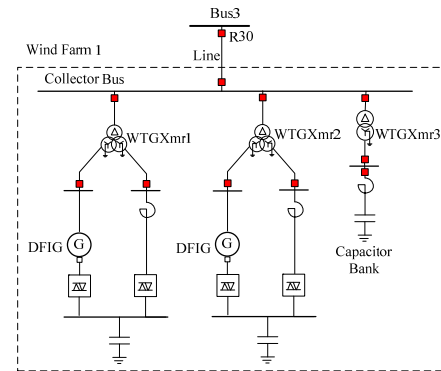 Bus3
R30
Wind Farm 1
Line
Collector Bus
WTGXmr1
WTGXmr2
WTGXmr3
DFIG
G
DFIG
G
Capacitor
Bank